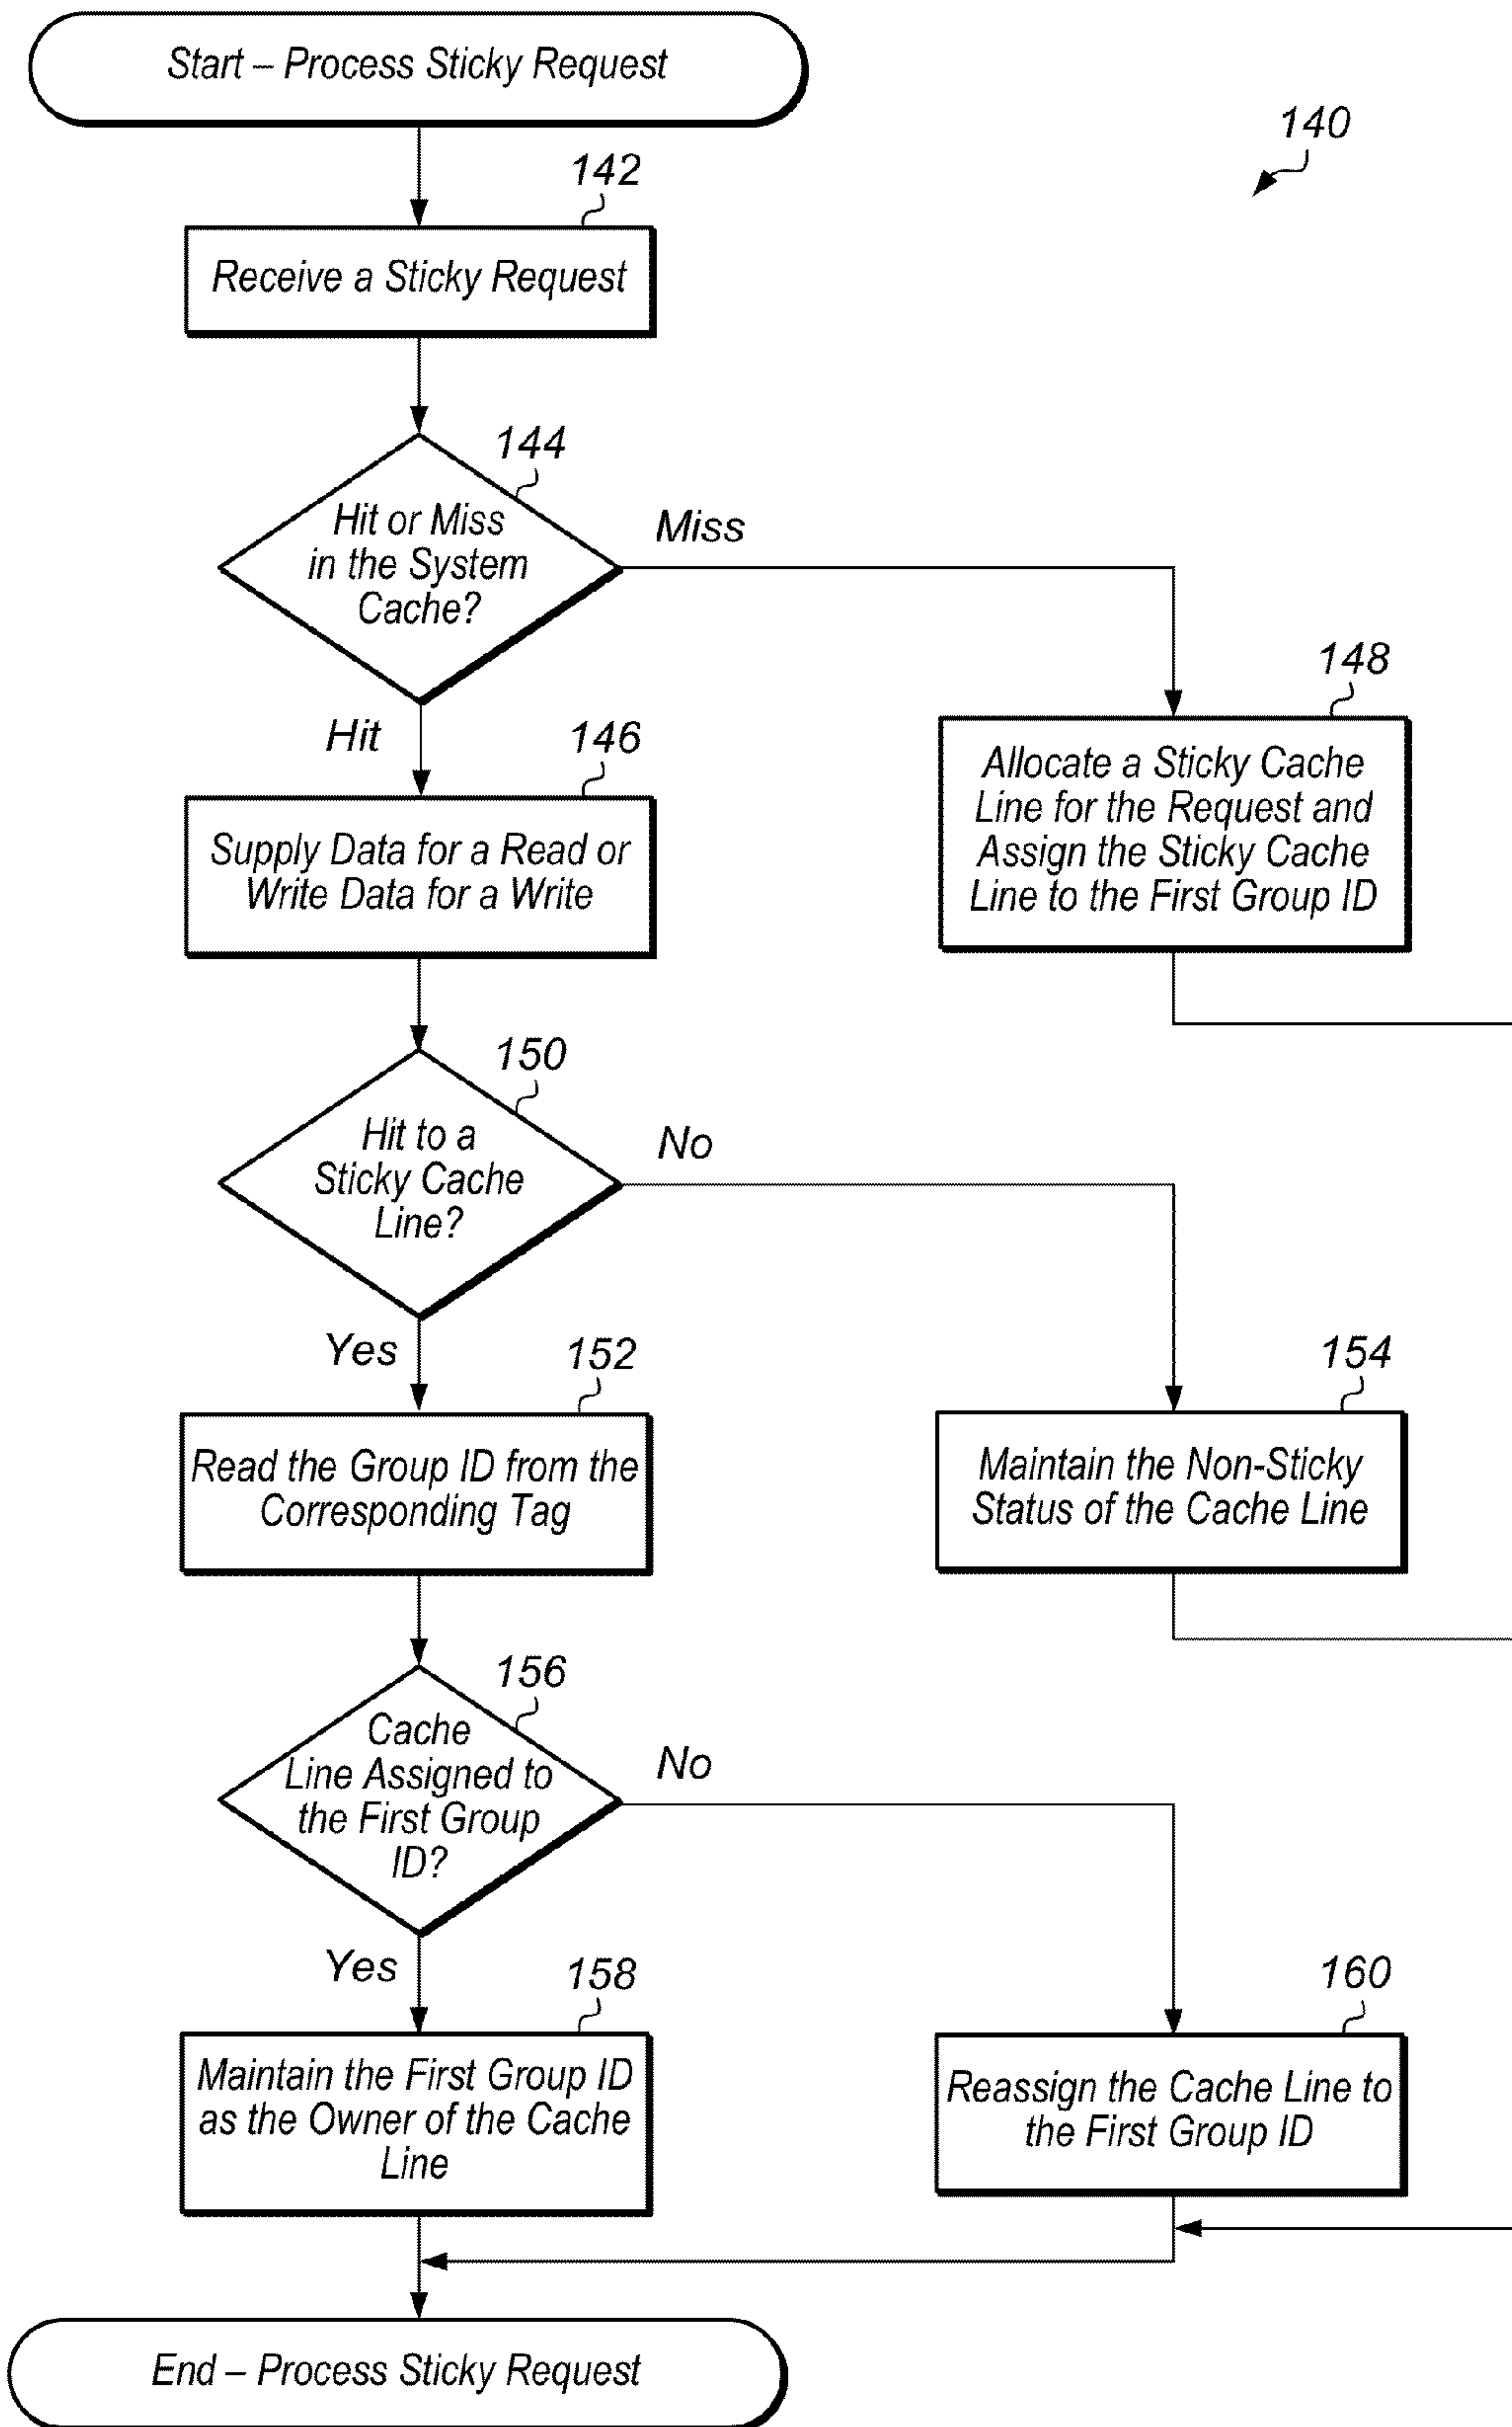 Start – Process Sticky Request
140
142
Receive a Sticky Request
144
Hit or Miss
in the System
Cache?
Miss
Hit
146
Supply Data for a Read or
Write Data for a Write
148
Allocate a Sticky Cache
Line for the Request and
Assign the Sticky Cache
Line to the First Group ID
150
Hit to a
Sticky Cache
Line?
No
Yes
152
Read the Group ID from the
Corresponding Tag
154
Maintain the Non-Sticky
Status of the Cache Line
156
Cache
Line Assigned to
the First Group
ID?
No
Yes
158
Maintain the First Group ID
as the Owner of the Cache
Line
160
Reassign the Cache Line to
the First Group ID
End – Process Sticky Request